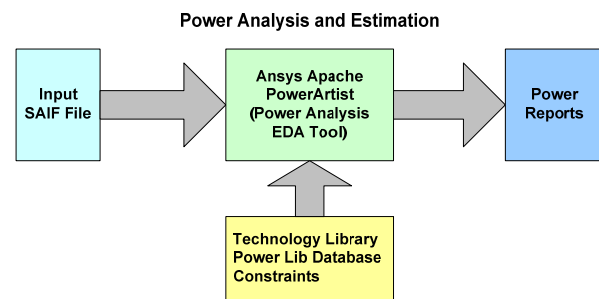 Power Analysis and Estimation
Input
SAIF File
Ansys Apache
PowerArtist
(Power Analysis
EDA Tool)
Power
Reports
Technology Library
Power Lib Database
Constraints